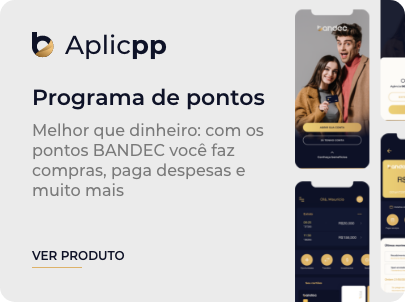 Aplicpp
Programa de pontos
Melhor que dinheiro: com os
pontos BANDEC você faz
compras, paga despesas e
muito mais
VER PRODUTO
bandec